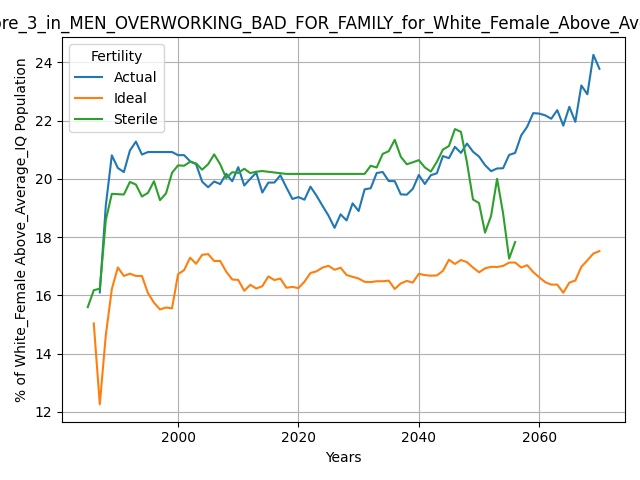 ore_3_in_MEN_OVERWORKING_BAD_FOR_FAMILY_for_White_Female_Above_Av
Fertility
Actual
Ideal
Sterile
24
22
20
18
16
14
12
% of White_Female Above_Average_IQ Population
2000
2020
2040
2060
Years